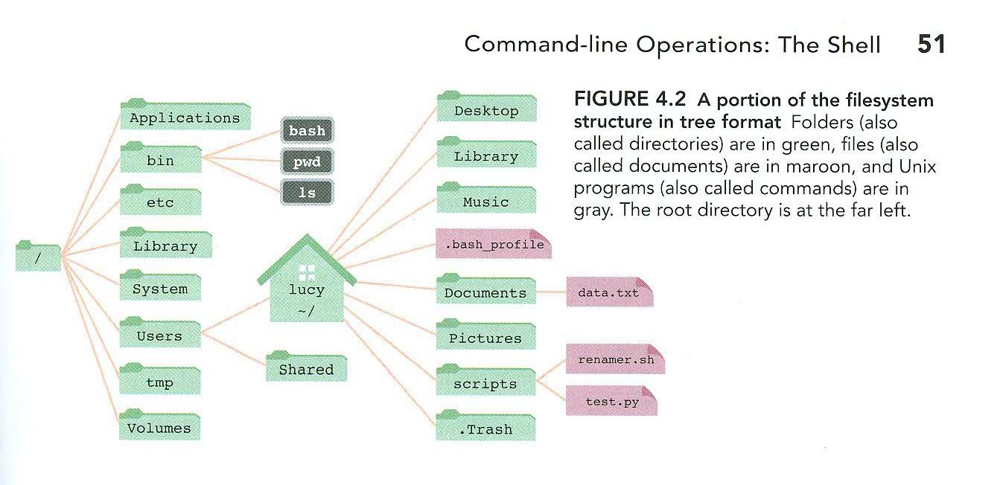 Command-line Operations: The Shell 51
FIGURE 4.2 A portion of the filesystem
structure in tree format Folders (also
called directories) are in green, files (also
called documents) are in maroon, and Unix
programs (also called commands) are in
gray. The root directory is at the far left.
/
Applications
bin
etc
Library
System
Users
tmp
Volumes
bash
pwd
ls
lucy
~/
Shared
Desktop
Library
Music
.bash_profile
Documents
Pictures
scripts
.Trash
data.txt
renamer.sh
test.py